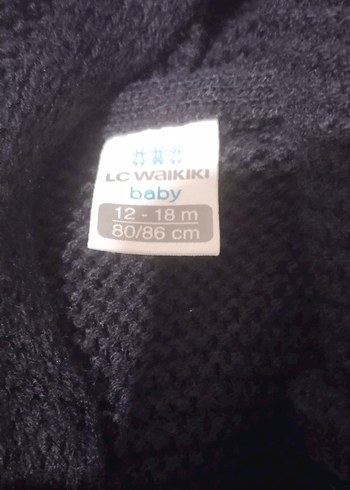 LC WAIKIKI
baby
12 - 18 m
80/86 cm